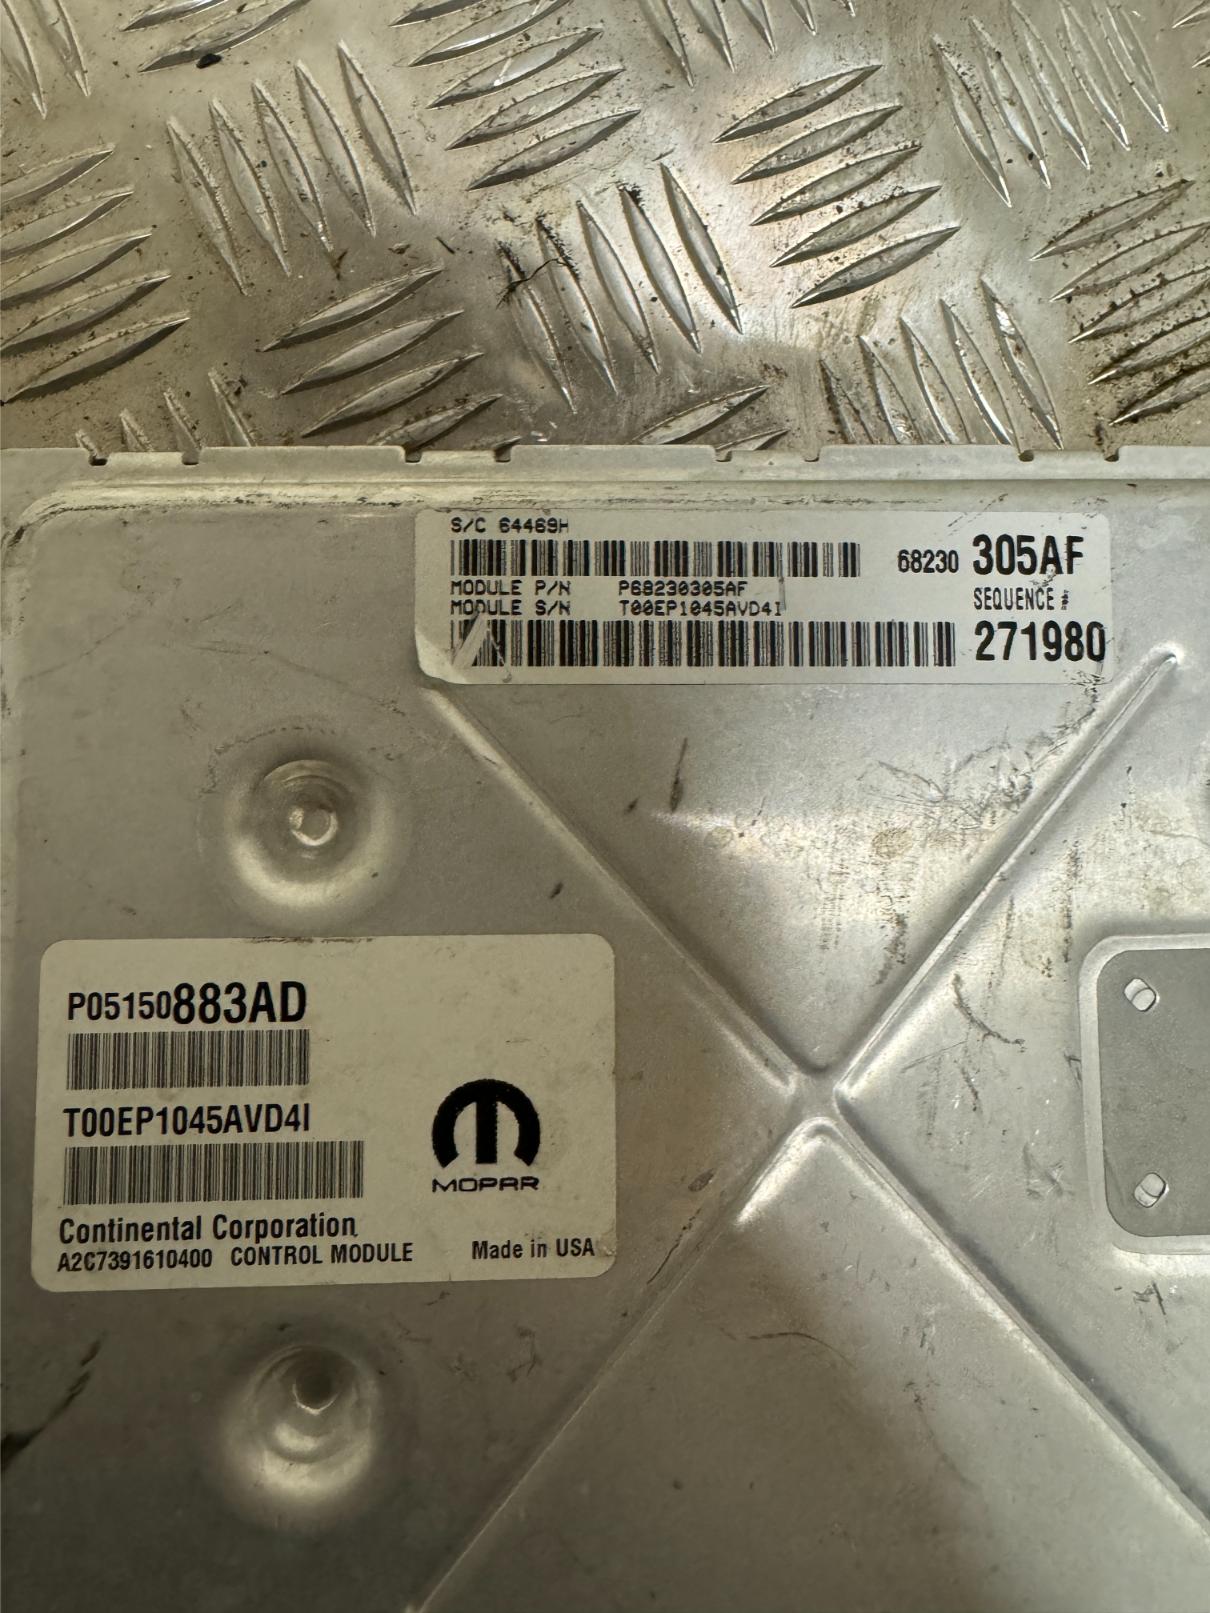 S/C 64469H
68230 305AF
MODULE P/N P68230305AF
MODULE S/N T00EP1045AVD4I
SEQUENCE #
271980
P05150883AD
T00EP1045AVD4I
MOPAR
Continental Corporation
A2C7391610400 CONTROL MODULE Made in USA